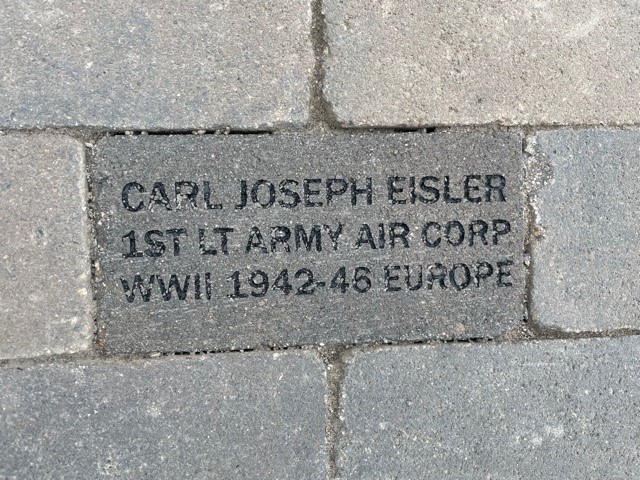 CARL JOSEPH EISLER
1ST LT ARMY AIR CORP
WWII 1942-46 EUROPE